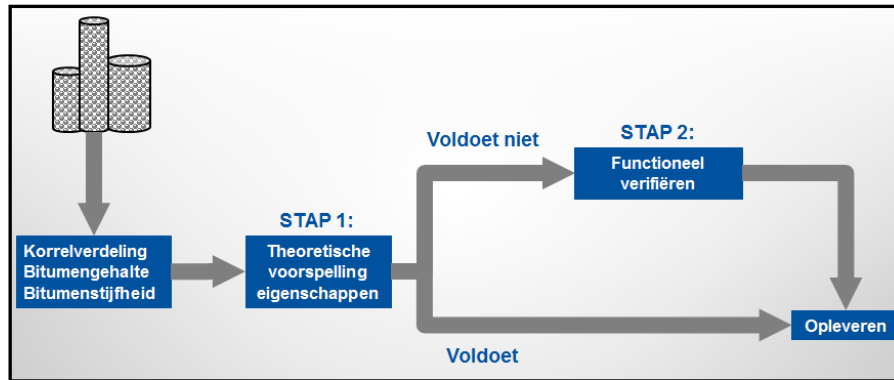 Voldoet niet
STAP 2:
Functioneel
verifiëren
STAP 1:
Korrelverdeling
Bitumengehalte
Bitumenstijfheid
Theoretische
voorspelling
eigenschappen
Opleveren
Voldoet